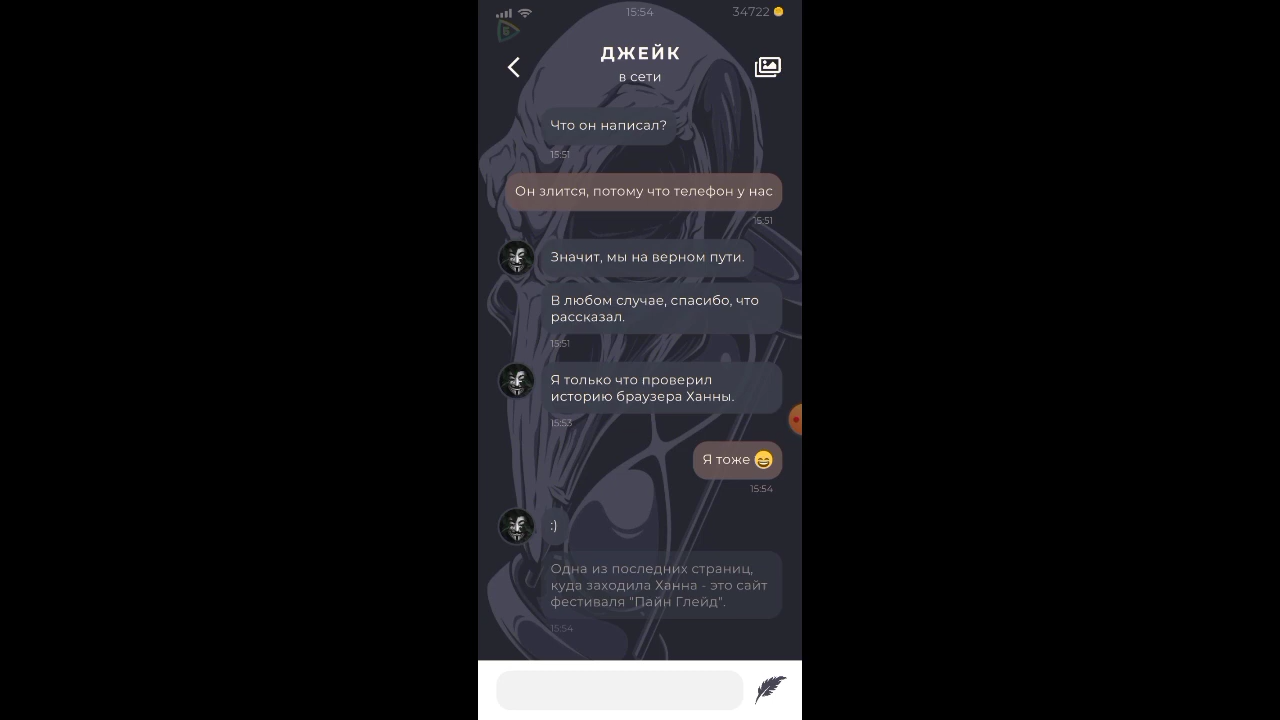 15:54
34722
ДЖЕЙК
в сети
Что он написал?
15:51
Он злится, потому что телефон у нас
15:51
Значит, мы на верном пути.
В любом случае, спасибо, что
рассказал.
15:51
Я только что проверил
историю браузера Ханны.
15:53
Я тоже 😄
15:54
:)
Одна из последних страниц,
куда заходила Ханна - это сайт
фестиваля "Пайн Глейд".
15:54